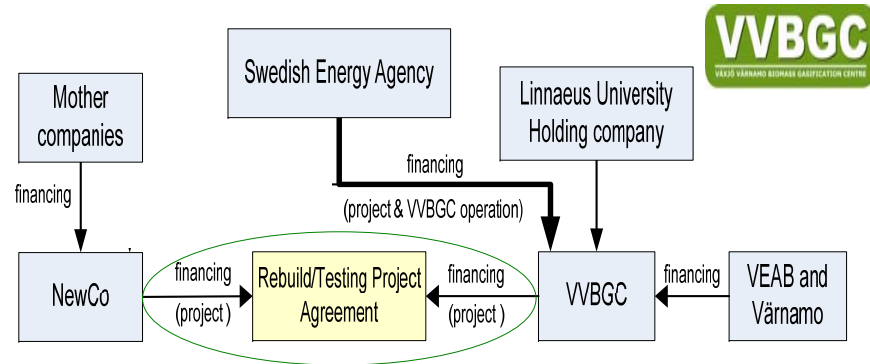 VVBGC
VÄXJÖ VÄRNAMO BIOMASS GASIFICATION CENTRE
Swedish Energy Agency
Mother
companies
Linnaeus University
Holding company
financing
financing
(project & VVBGC operation)
NewCo
financing
(project )
Rebuild/Testing Project
Agreement
financing
(project )
VVBGC
financing
VEAB and
Värnamo